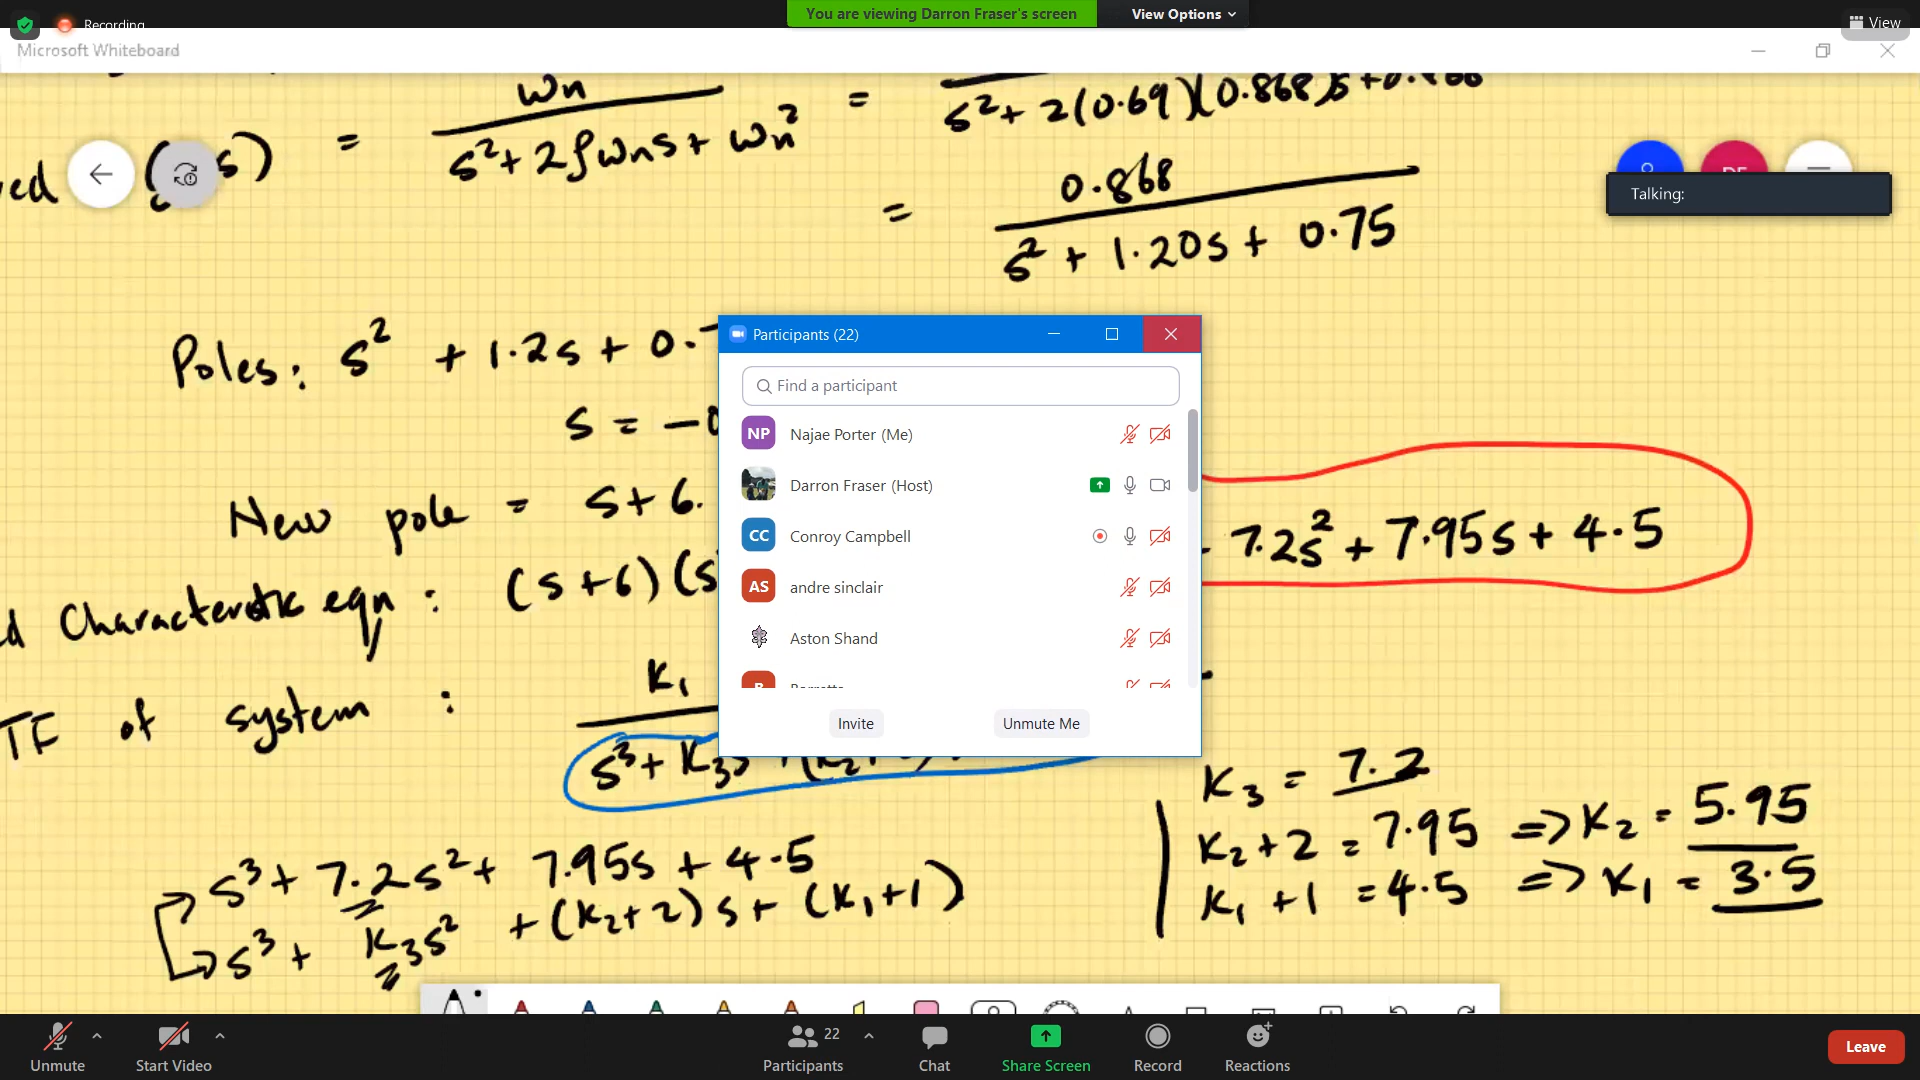 Recording
You are viewing Darron Fraser's screen
View Options
View
Microsoft Whiteboard
ωn
s²+ 2ζωns + ωn²
=
=
s²+ 2(0.69)(0.868)s +
s)
=
0.868
s² + 1.20s + 0.75
Talking:
Poles: s² + 1.2s + 0.
s = -0
New pole = s+6.
Characteristic eqn : (s+6)(s
7.2s² + 7.95s + 4.5
TF of system :
K₁
s³+ K₃s
Participants (22)
Find a participant
NP Najae Porter (Me)
Darron Fraser (Host)
CC Conroy Campbell
AS andre sinclair
Aston Shand
Invite
Unmute Me
s³+ 7.2s²+ 7.95s + 4.5
s³+ K₃s² +(K₂+2)s+ (K₁+1)
K₃ = 7.2
K₂+2 = 7.95 => K₂ = 5.95
K₁ +1 = 4.5 => K₁ = 3.5
Unmute
Start Video
22
Participants
Chat
Share Screen
Record
Reactions
Leave